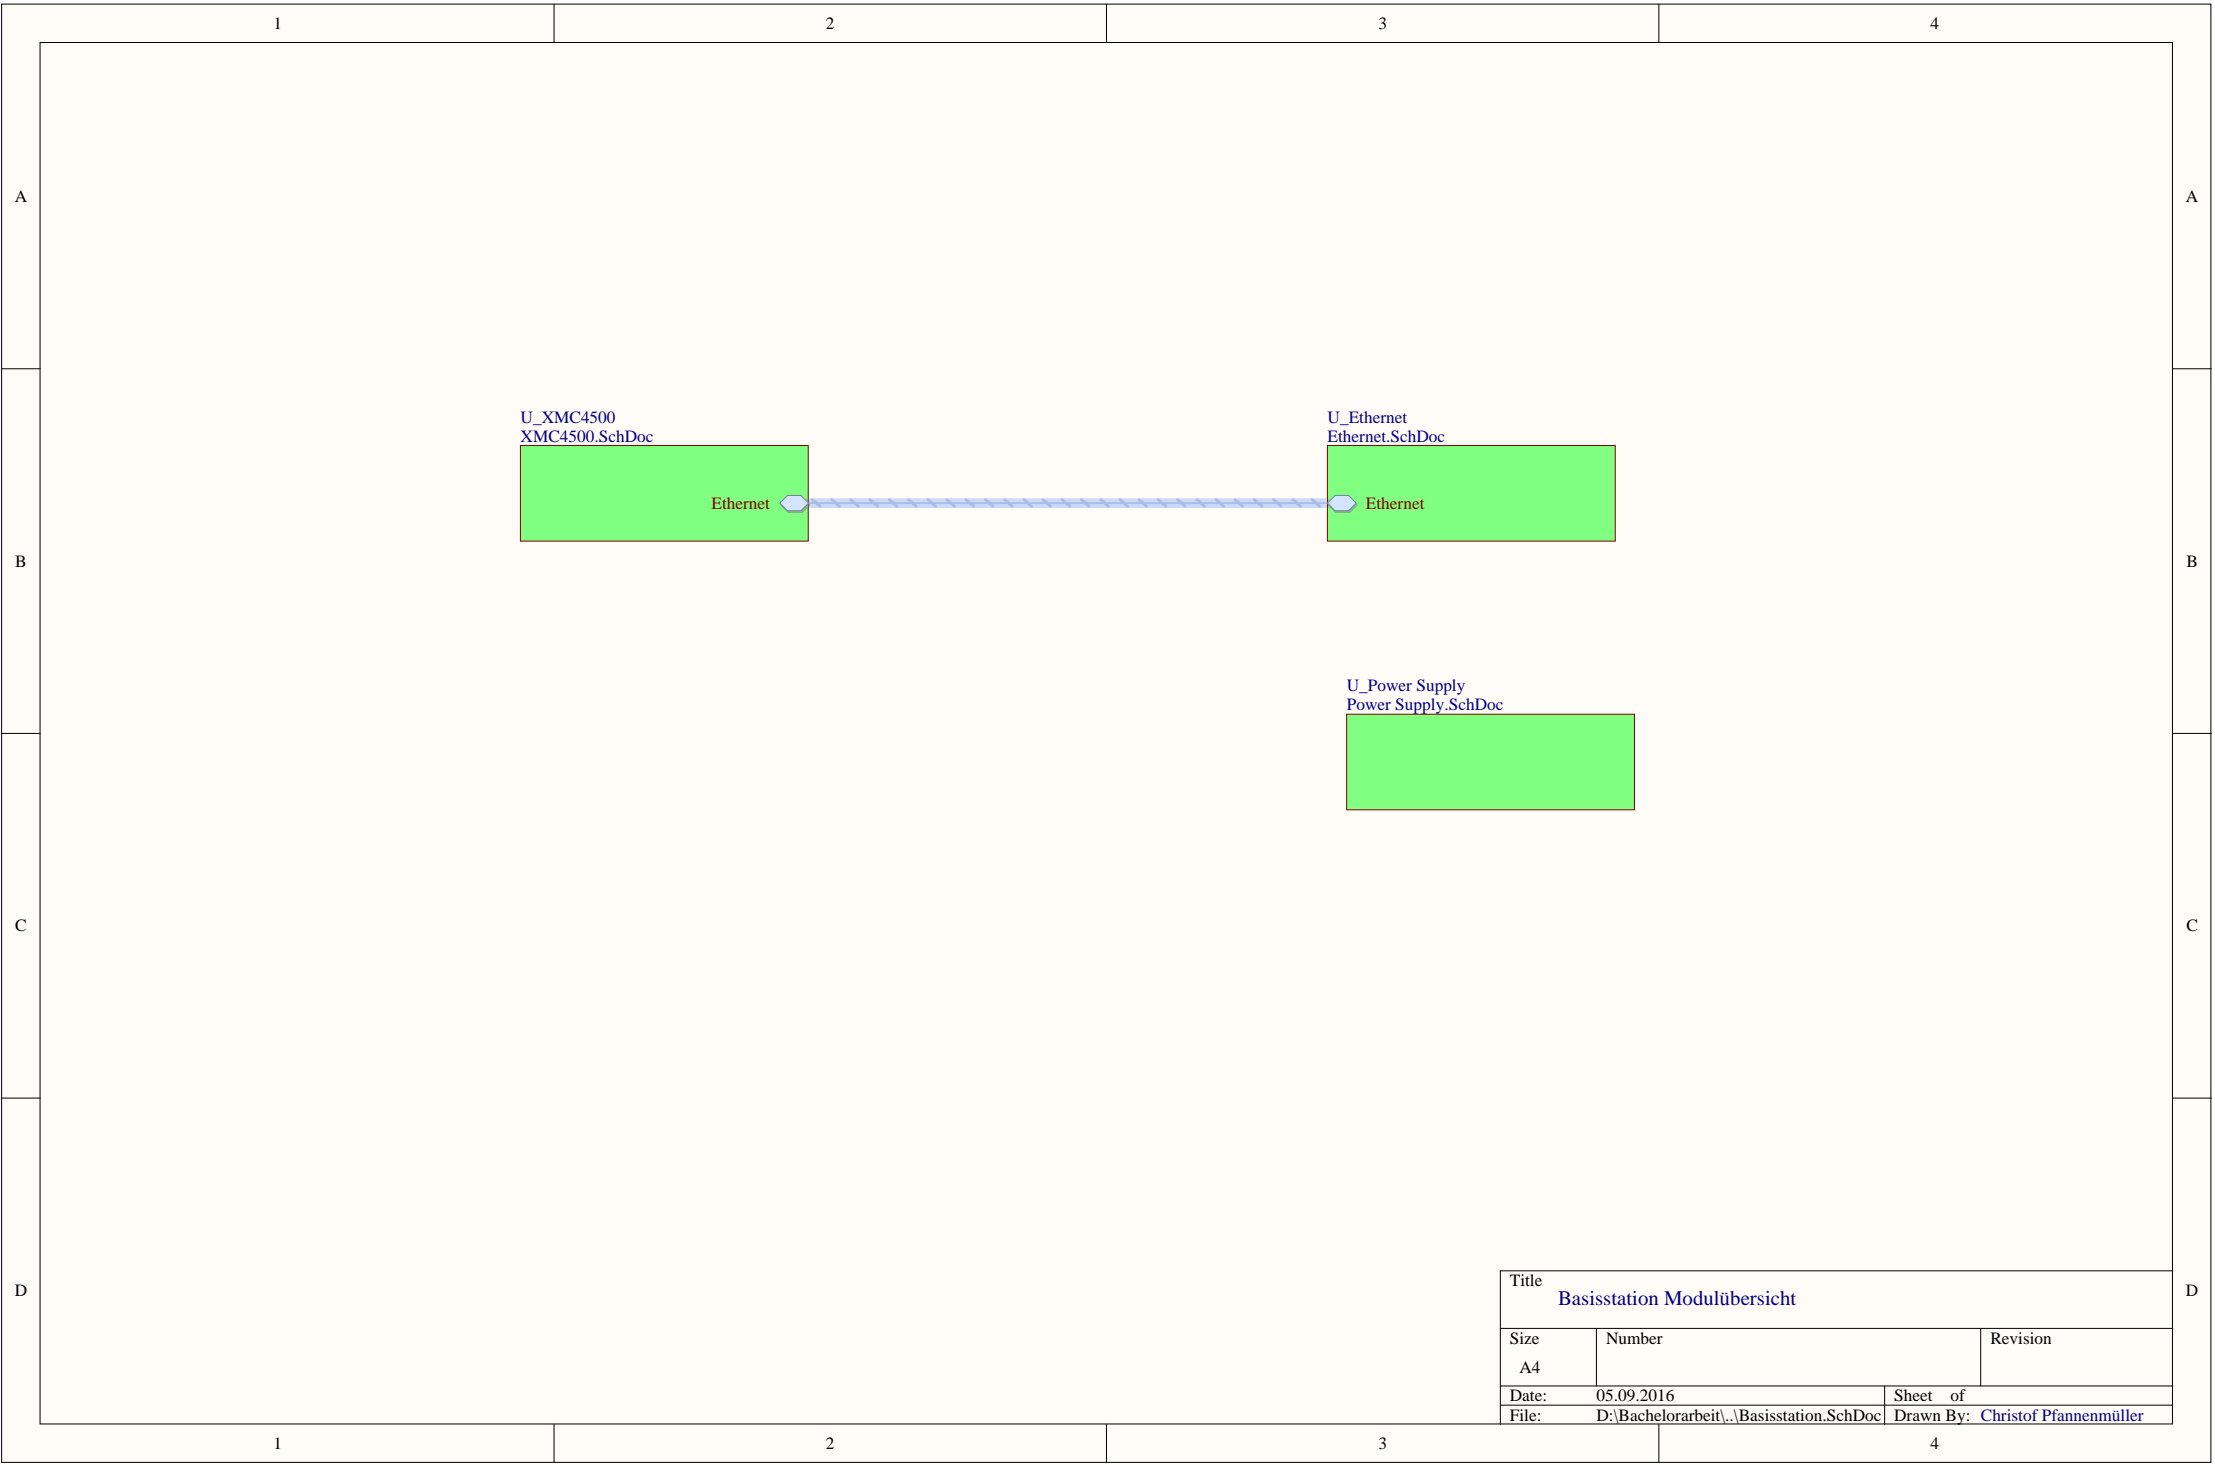 1 2 3 4
A A
U_XMC4500
XMC4500.SchDoc
Ethernet
U_Ethernet
Ethernet.SchDoc
Ethernet
B B
U_Power Supply
Power Supply.SchDoc
C C
D D
Title
Basisstation Modulübersicht
Size Number Revision
A4
Date: 05.09.2016 Sheet of
File: D:\Bachelorarbeit\..\Basisstation.SchDoc Drawn By: Christof Pfannenmüller
1 2 3 4